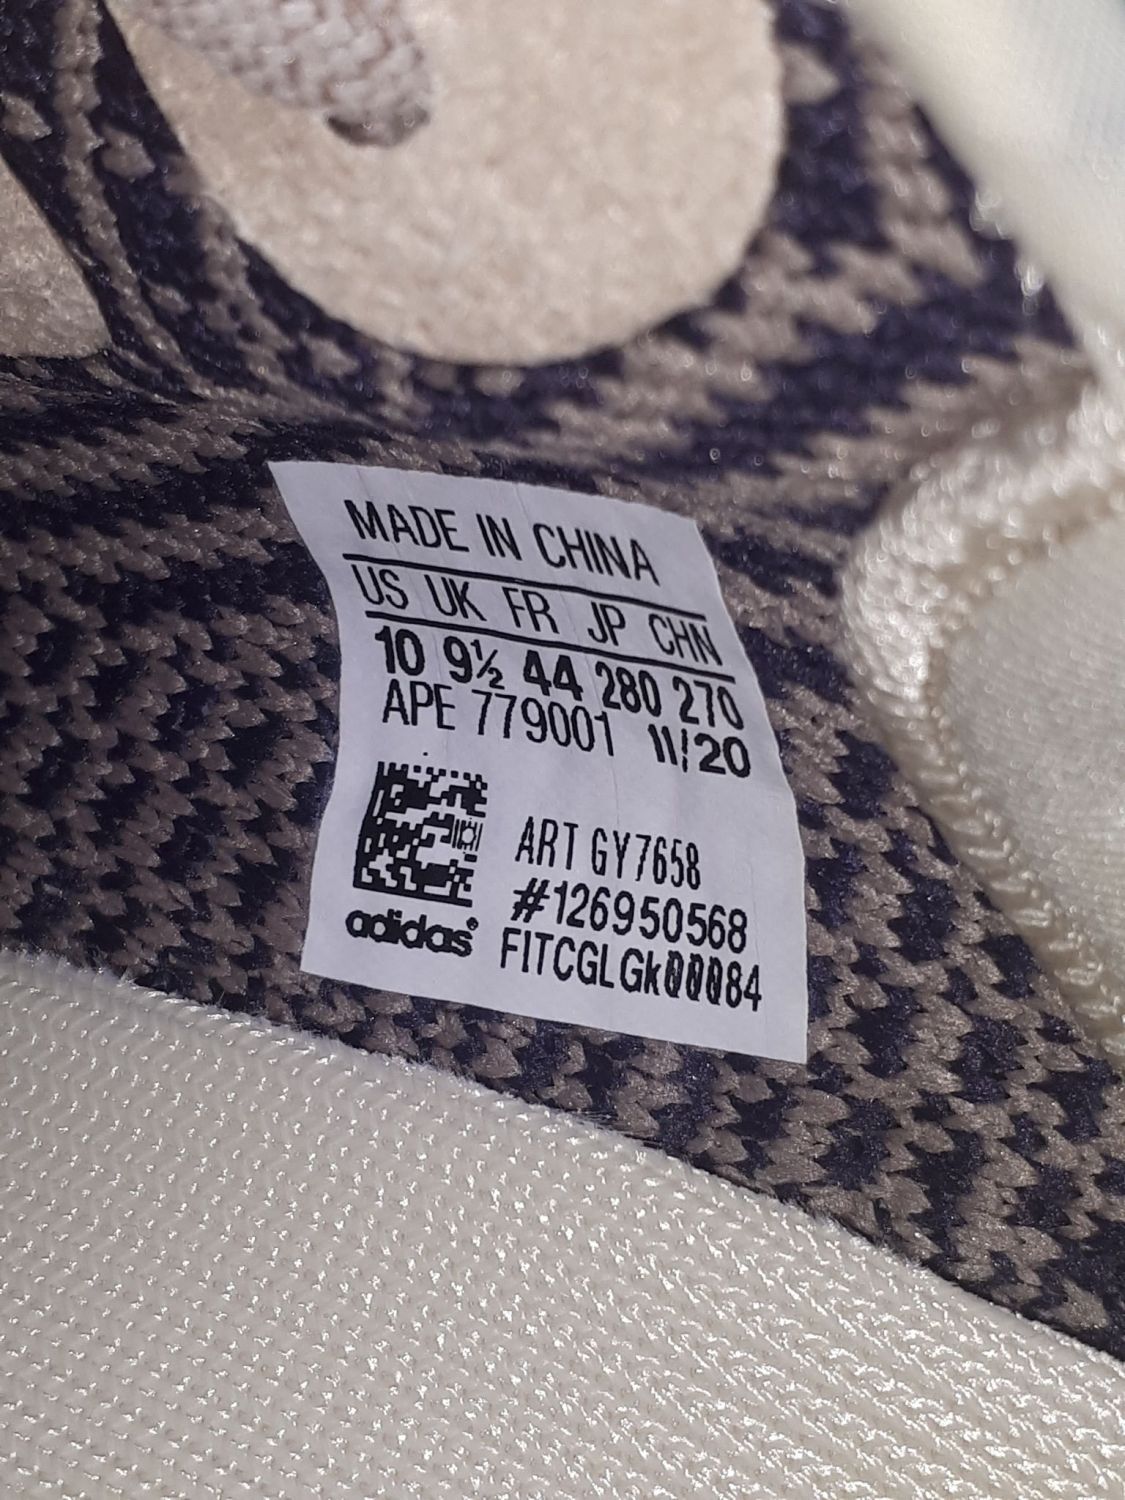 MADE IN CHINA
US UK FR JP CHN
10 9½ 44 280 270
APE 779001 11/20
ART GY7658
#126950568
adidas®
FITCGLGk000084